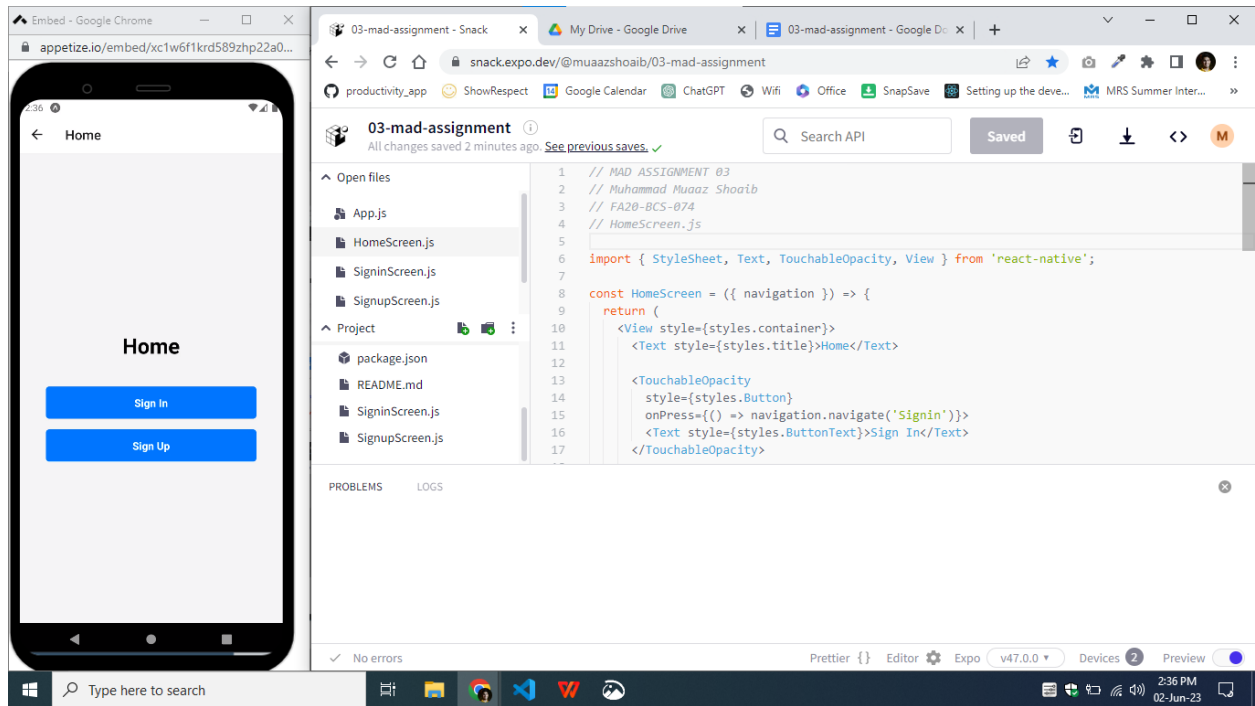 Embed - Google Chrome
appetize.io/embed/xc1w6f1krd589zhp22a0...
2:36
Home
Home
Sign In
Sign Up
03-mad-assignment - Snack
My Drive - Google Drive
03-mad-assignment - Google Do
snack.expo.dev/@muaazshoaib/03-mad-assignment
productivity_app
ShowRespect
14
Google Calendar
ChatGPT
Wifi
Office
SnapSave
Setting up the deve...
MRS Summer Inter...
»
03-mad-assignment
All changes saved 2 minutes ago. See previous saves.
Search API
Saved
M
Open files
App.js
HomeScreen.js
SigninScreen.js
SignupScreen.js
Project
package.json
README.md
SigninScreen.js
SignupScreen.js
1 // MAD ASSIGNMENT 03
2 // Muhammad Muaaz Shoaib
3 // FA20-BCS-074
4 // HomeScreen.js
5
6 import { StyleSheet, Text, TouchableOpacity, View } from 'react-native';
7
8 const HomeScreen = ({ navigation }) => {
9 return (
10 <View style={styles.container}>
11 <Text style={styles.title}>Home</Text>
12
13 <TouchableOpacity
14 style={styles.Button}
15 onPress={() => navigation.navigate('Signin')}>
16 <Text style={styles.ButtonText}>Sign In</Text>
17 </TouchableOpacity>
PROBLEMS LOGS
No errors
Prettier {} Editor Expo v47.0.0 Devices 2 Preview
Type here to search
2:36 PM
02-Jun-23